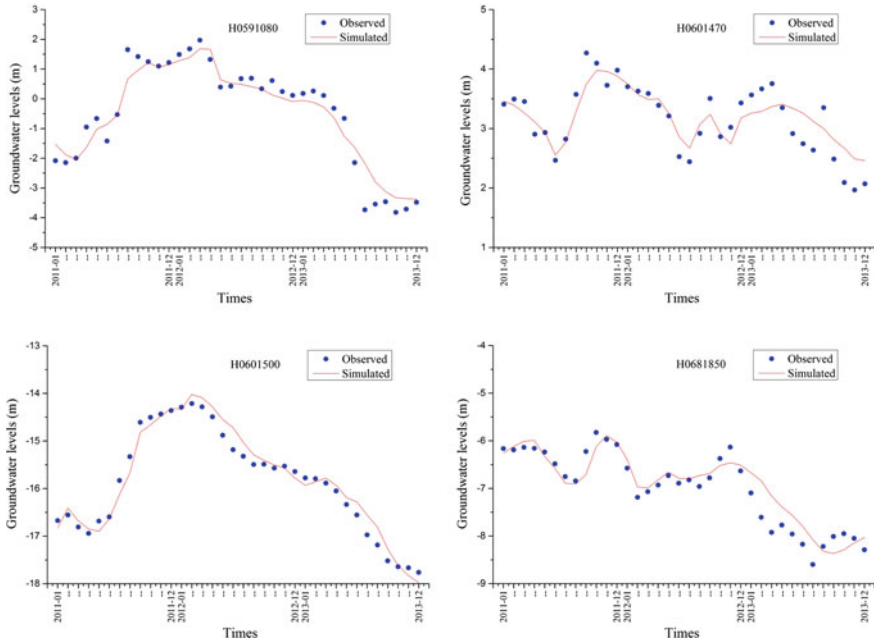 H0591080
Observed
Simulated
Groundwater levels (m)
3
2
1
0
-1
-2
-3
-4
-5
2011-01
2011-12
2012-01
2012-12
2013-01
2013-12
Times
H0601470
Observed
Simulated
Groundwater levels (m)
5
4
3
2
1
2011-01
2011-12
2012-01
2012-12
2013-01
2013-12
Times
H0601500
Observed
Simulated
Groundwater levels (m)
-13
-14
-15
-16
-17
-18
2011-01
2011-12
2012-01
2012-12
2013-01
2013-12
Times
H0681850
Observed
Simulated
Groundwater levels (m)
-4
-5
-6
-7
-8
-9
2011-01
2011-12
2012-01
2012-12
2013-01
2013-12
Times